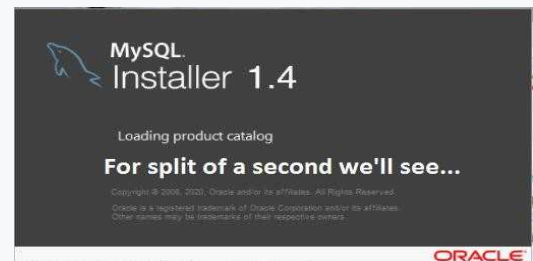 MySQL.
Installer 1.4
Loading product catalog
For split of a second we'll see...
Copyright © 2006, 2020, Oracle and/or its affiliates. All Rights Reserved.
Oracle is a registered trademark of Oracle Corporation and/or its affiliates.
Other names may be trademarks of their respective owners.
ORACLE